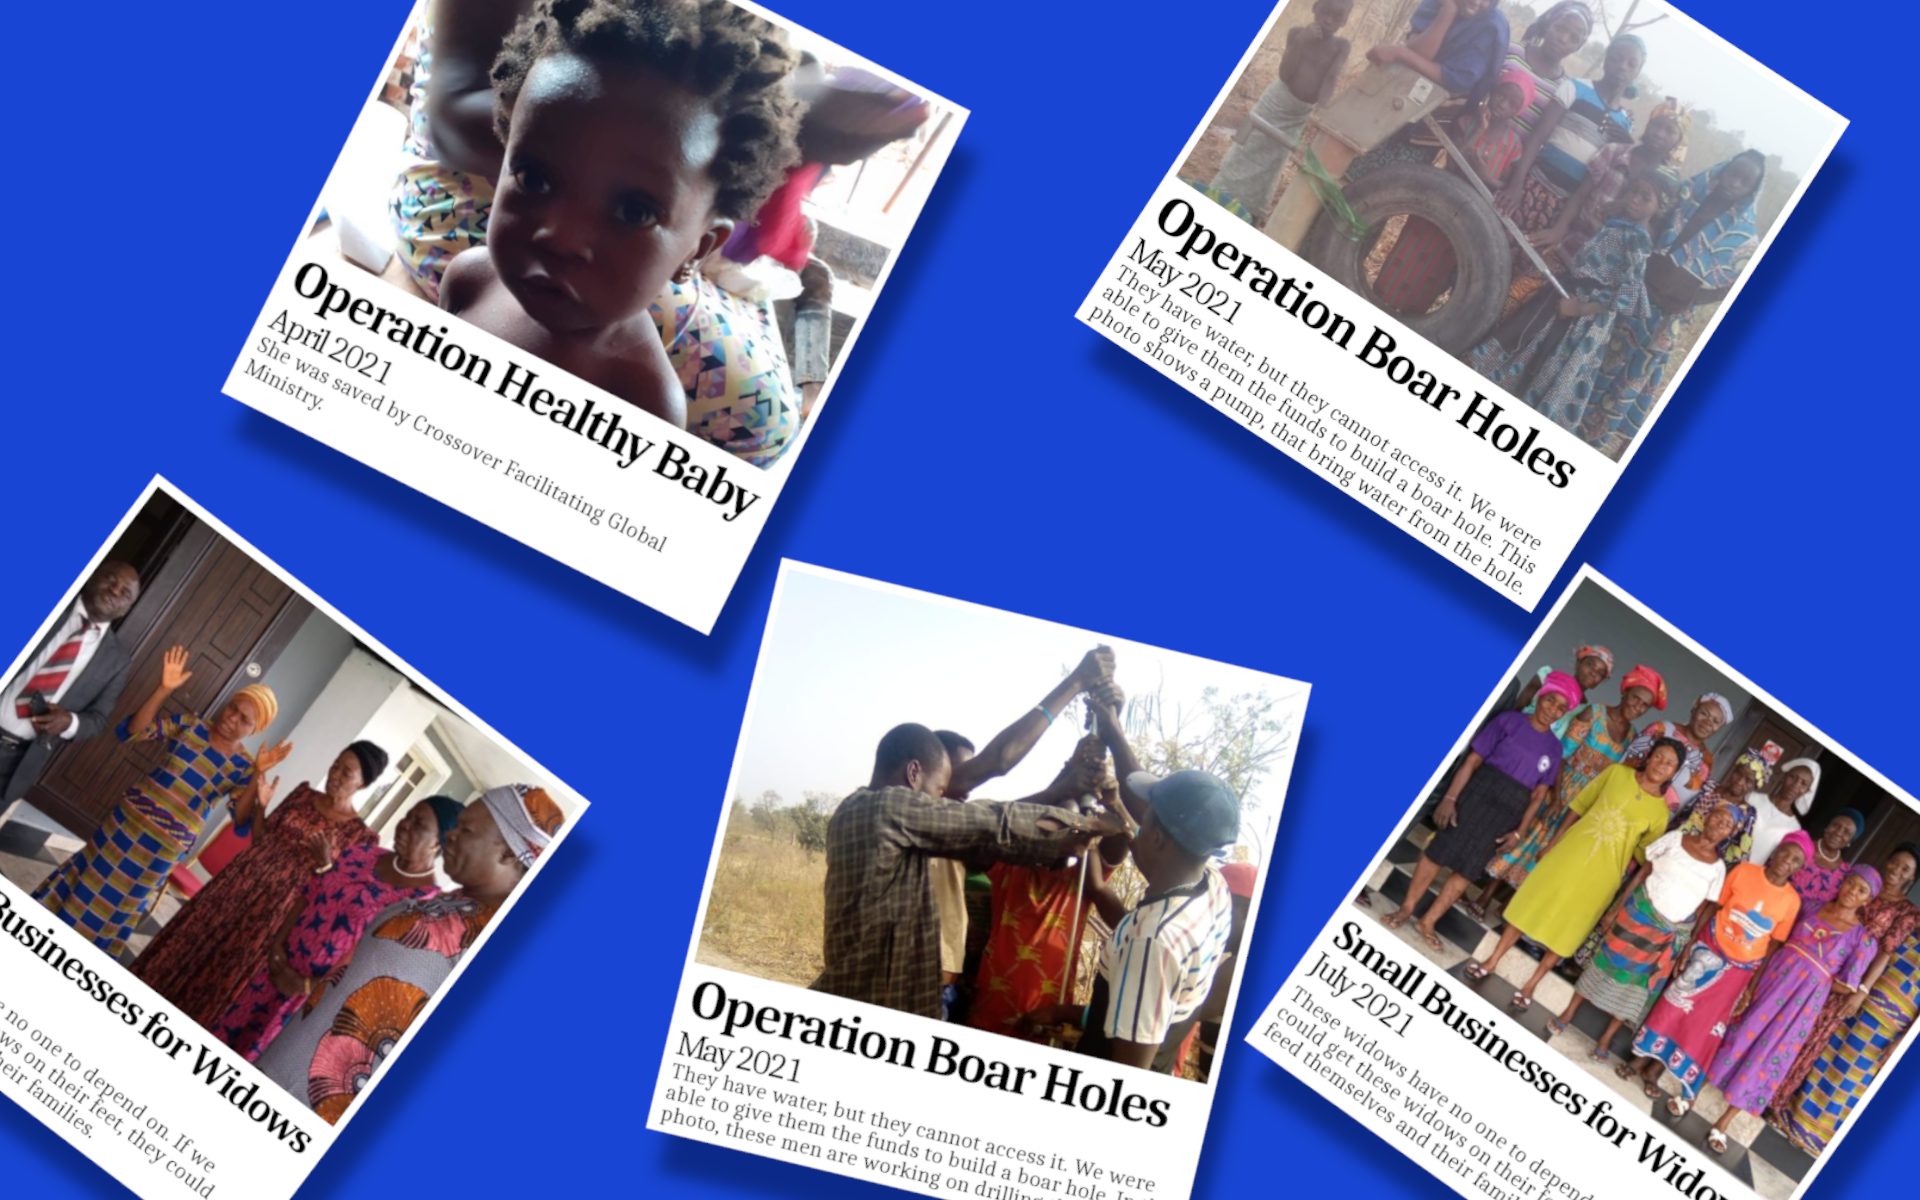 Operation Healthy Baby
April 2021
She was saved by Crossover Facilitating Global
Ministry.
Operation Boar Holes
May 2021
They have water, but they cannot access it. We were
able to give them the funds to build a boar hole. This
photo shows a pump, that bring water from the hole.
Businesses for Widows
no one to depend on. If we
on their feet, they could
their families.
Operation Boar Holes
May 2021
They have water, but they cannot access it. We were
able to give them the funds to build a boar hole. In
photo, these men are working on drilling
Small Businesses for
July 2021
These widows have no one to depend
could get these widows on their
feed themselves and their